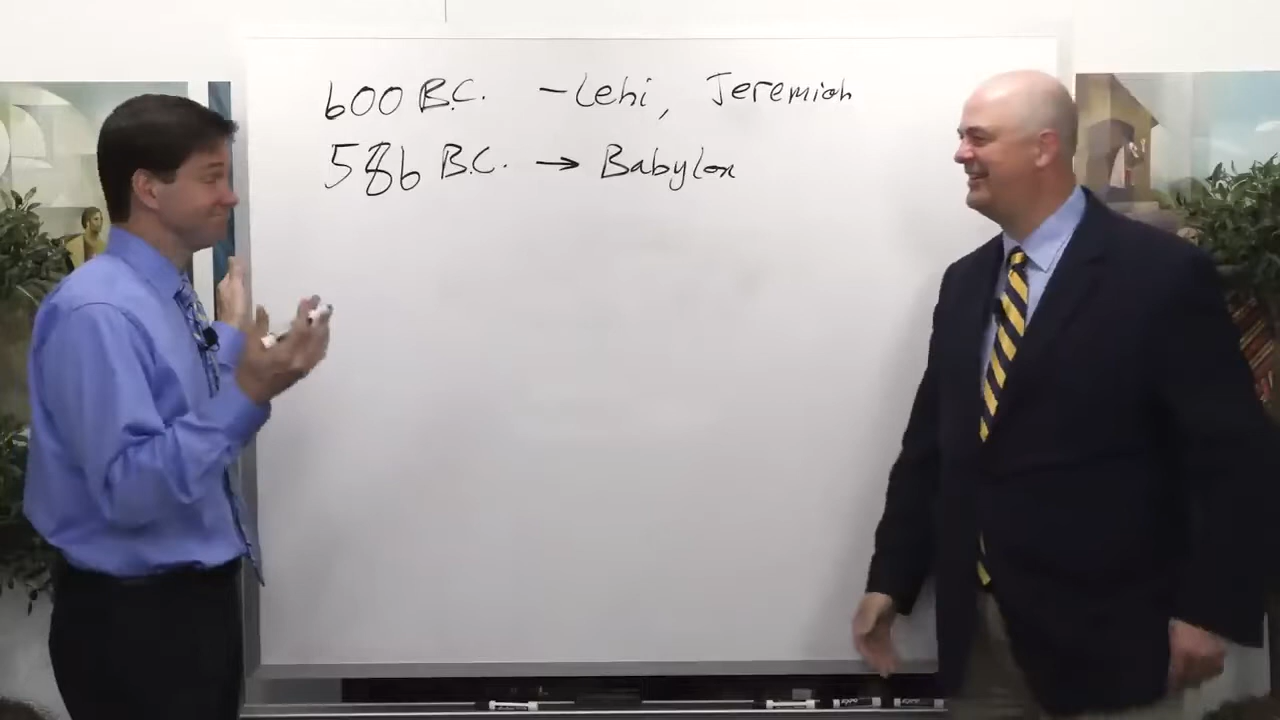 600 B.C. - Lehi, Jeremiah
586 B.C. → Babylon